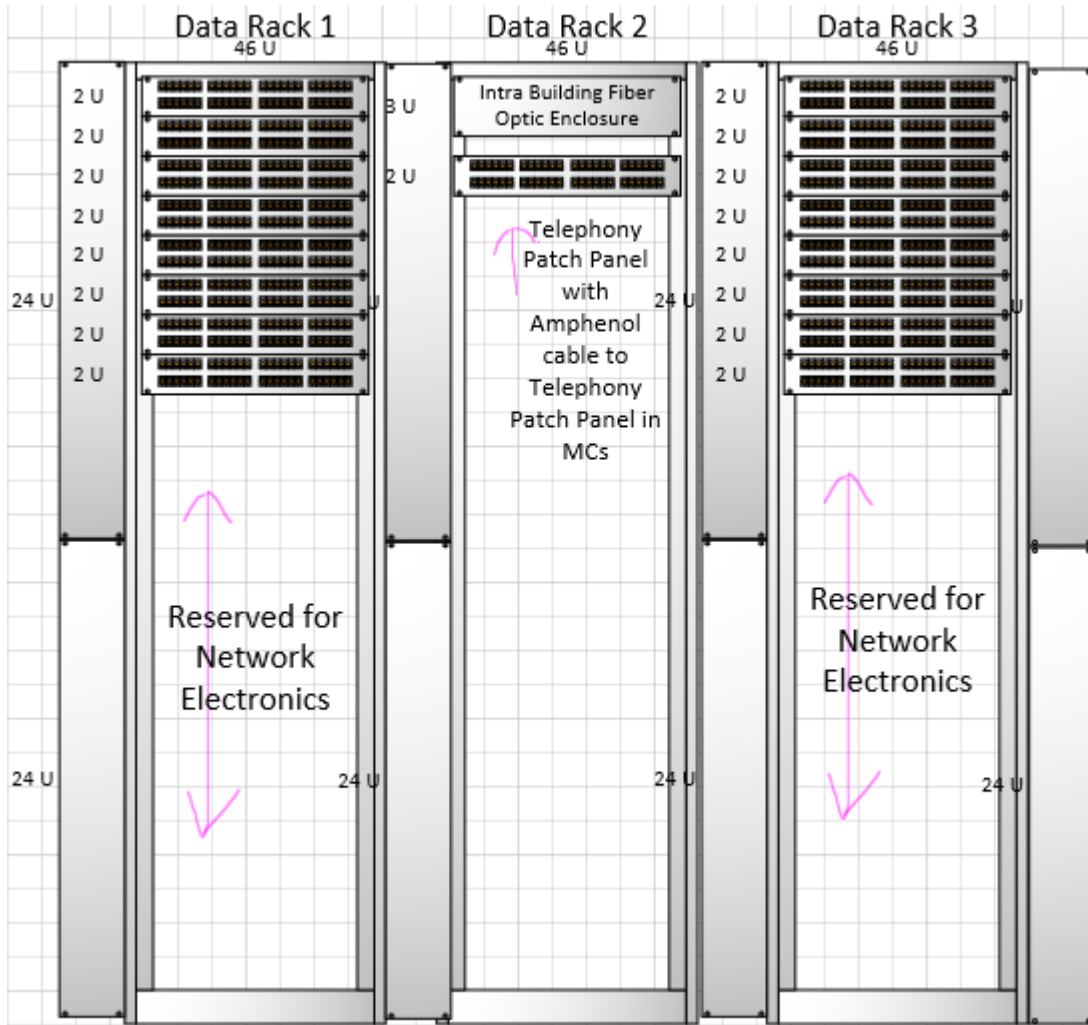 Data Rack 1
46 U
Data Rack 2
46 U
Data Rack 3
46 U
2 U
2 U
2 U
2 U
2 U
2 U
2 U
2 U
24 U
24 U
Reserved for
Network
Electronics
24 U
3 U
2 U
Intra Building Fiber
Optic Enclosure
Telephony
Patch Panel
with
Amphenol
cable to
Telephony
Patch Panel in
MCs
24 U
24 U
2 U
2 U
2 U
2 U
2 U
2 U
2 U
2 U
Reserved for
Network
Electronics
24 U